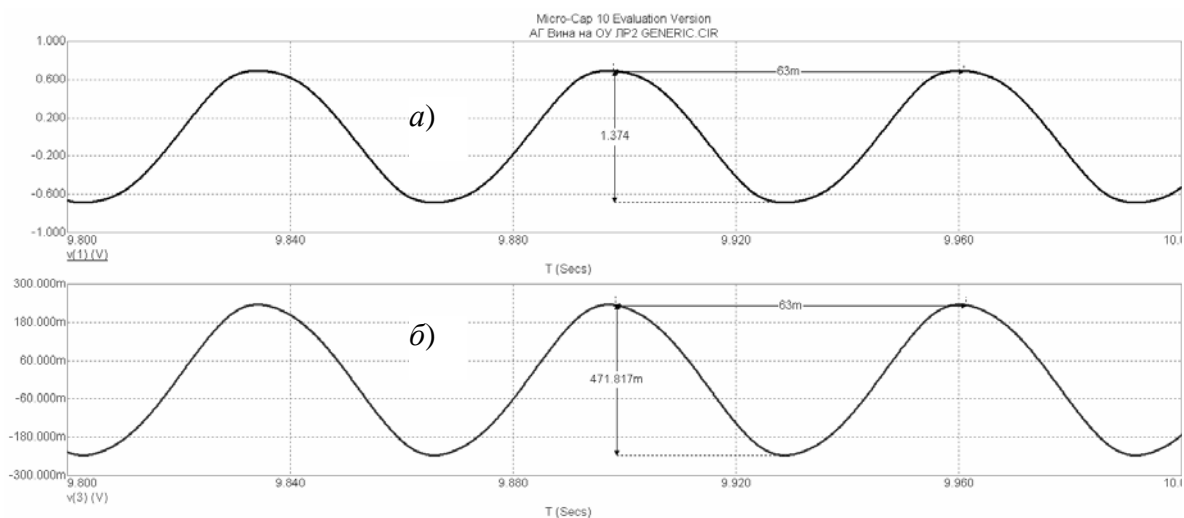 Micro-Cap 10 Evaluation Version
АГ Вина на ОУ ЛР2 GENERIC.CIR
1.000
0.600
0.200
-0.200
-0.600
-1.000
а)
63m
1.374
9.800 9.840 9.880 9.920 9.960 10.0
v(1) (V)
T (Secs)
300.000m
180.000m
60.000m
-60.000m
-180.000m
-300.000m
б)
63m
471.817m
9.800 9.840 9.880 9.920 9.960 10.0
v(3) (V)
T (Secs)